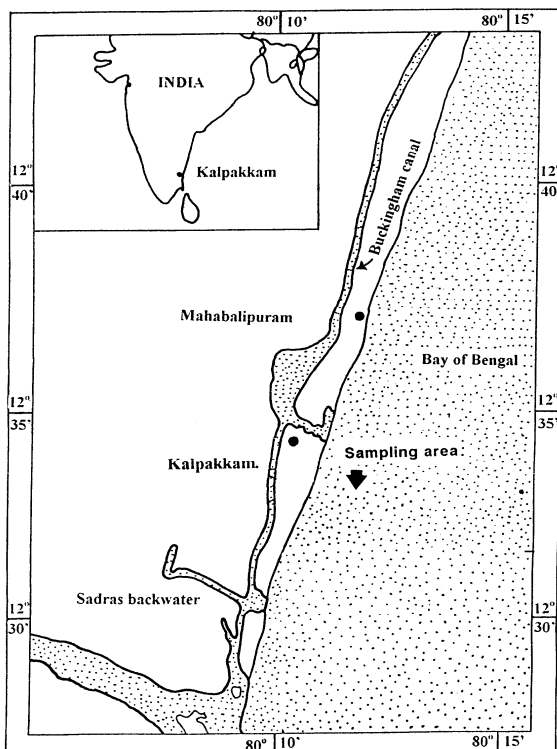 80° 10'
80° 15'
INDIA
Kalpakkam
12°
40'
12°
40'
Buckingham canal
Mahabalipuram
Bay of Bengal
12°
35'
12°
35'
Sampling area
Kalpakkam.
Sadras backwater
12°
30'
12°
30'
80° 10'
80° 15'